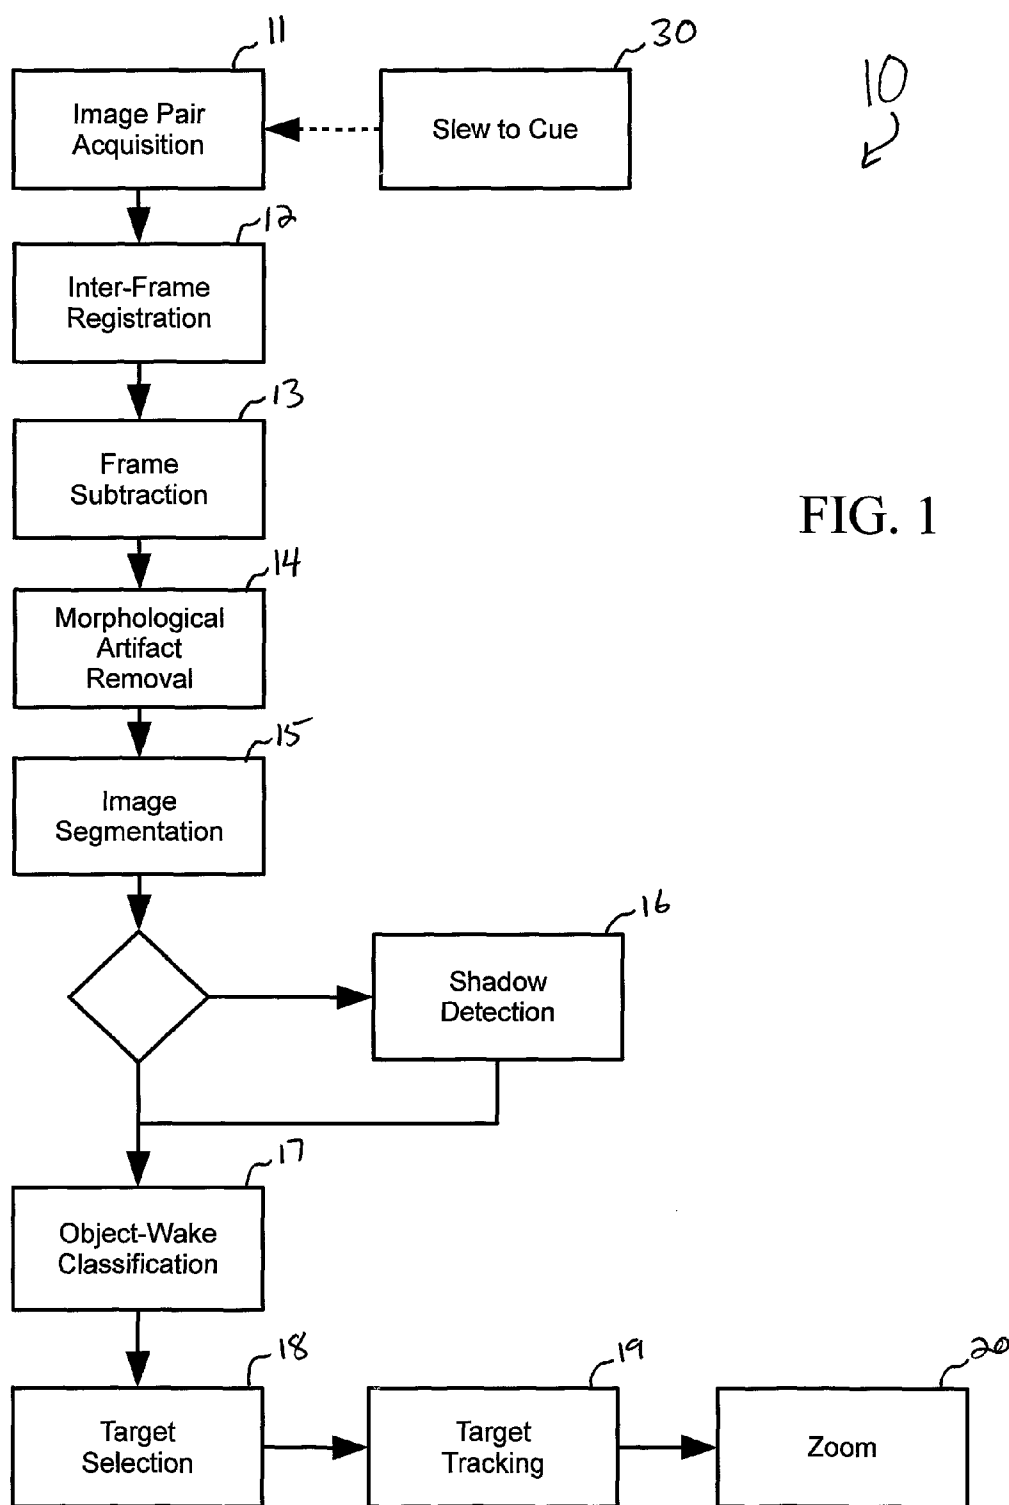 11
30
10
Image Pair
Acquisition
Slew to Cue
12
Inter-Frame
Registration
13
Frame
Subtraction
FIG. 1
14
Morphological
Artifact
Removal
15
Image
Segmentation
16
Shadow
Detection
17
Object-Wake
Classification
18
19
20
Target
Selection
Target
Tracking
Zoom